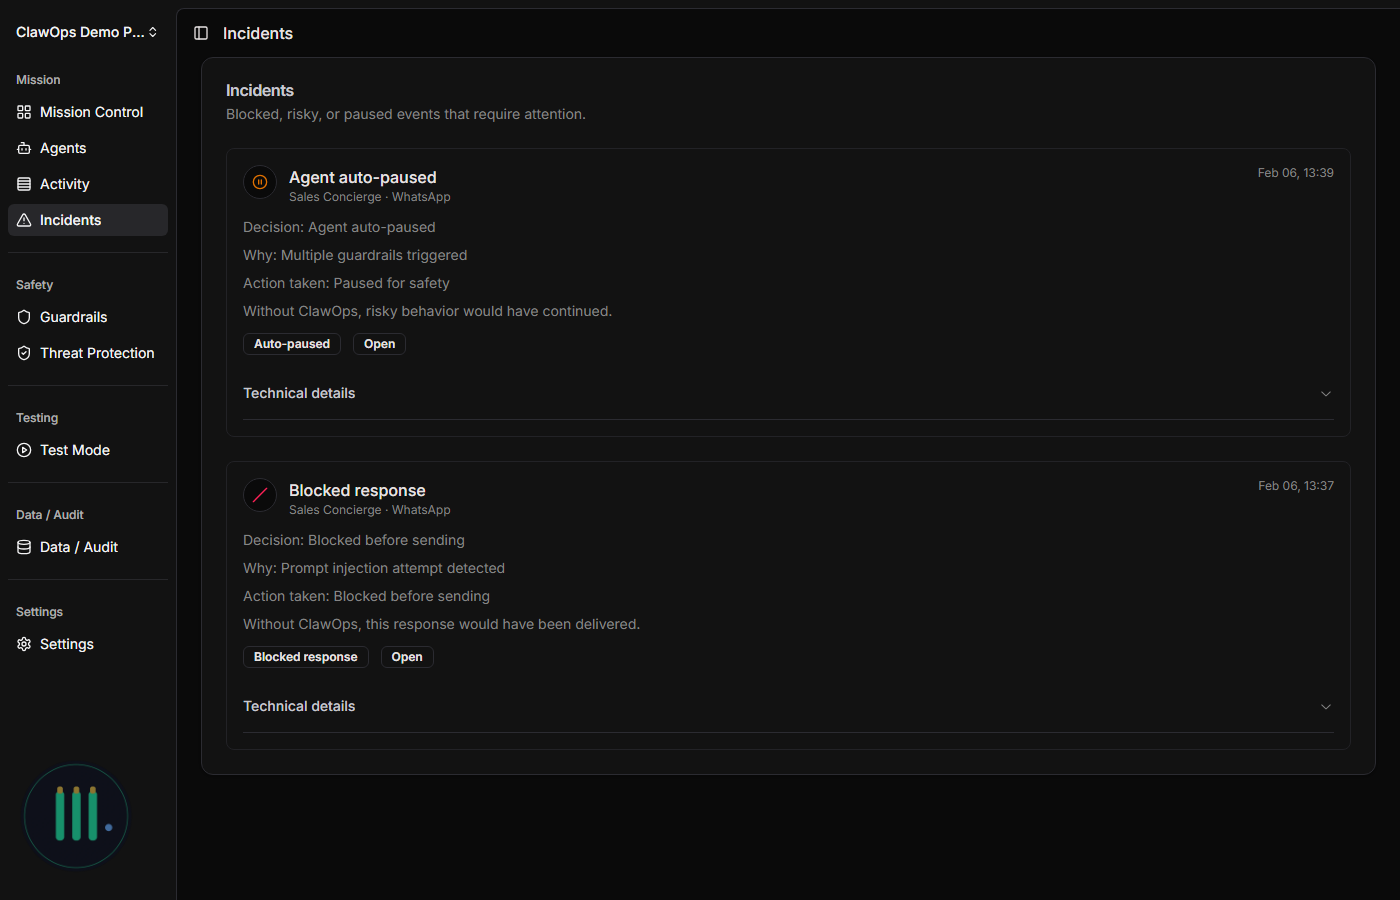 ClawOps Demo P...
Mission
Mission Control
Agents
Activity
Incidents
Safety
Guardrails
Threat Protection
Testing
Test Mode
Data / Audit
Data / Audit
Settings
Settings
Incidents
Incidents
Blocked, risky, or paused events that require attention.
Agent auto-paused
Feb 06, 13:39
Sales Concierge · WhatsApp
Decision: Agent auto-paused
Why: Multiple guardrails triggered
Action taken: Paused for safety
Without ClawOps, risky behavior would have continued.
Auto-paused Open
Technical details
Blocked response
Feb 06, 13:37
Sales Concierge · WhatsApp
Decision: Blocked before sending
Why: Prompt injection attempt detected
Action taken: Blocked before sending
Without ClawOps, this response would have been delivered.
Blocked response Open
Technical details